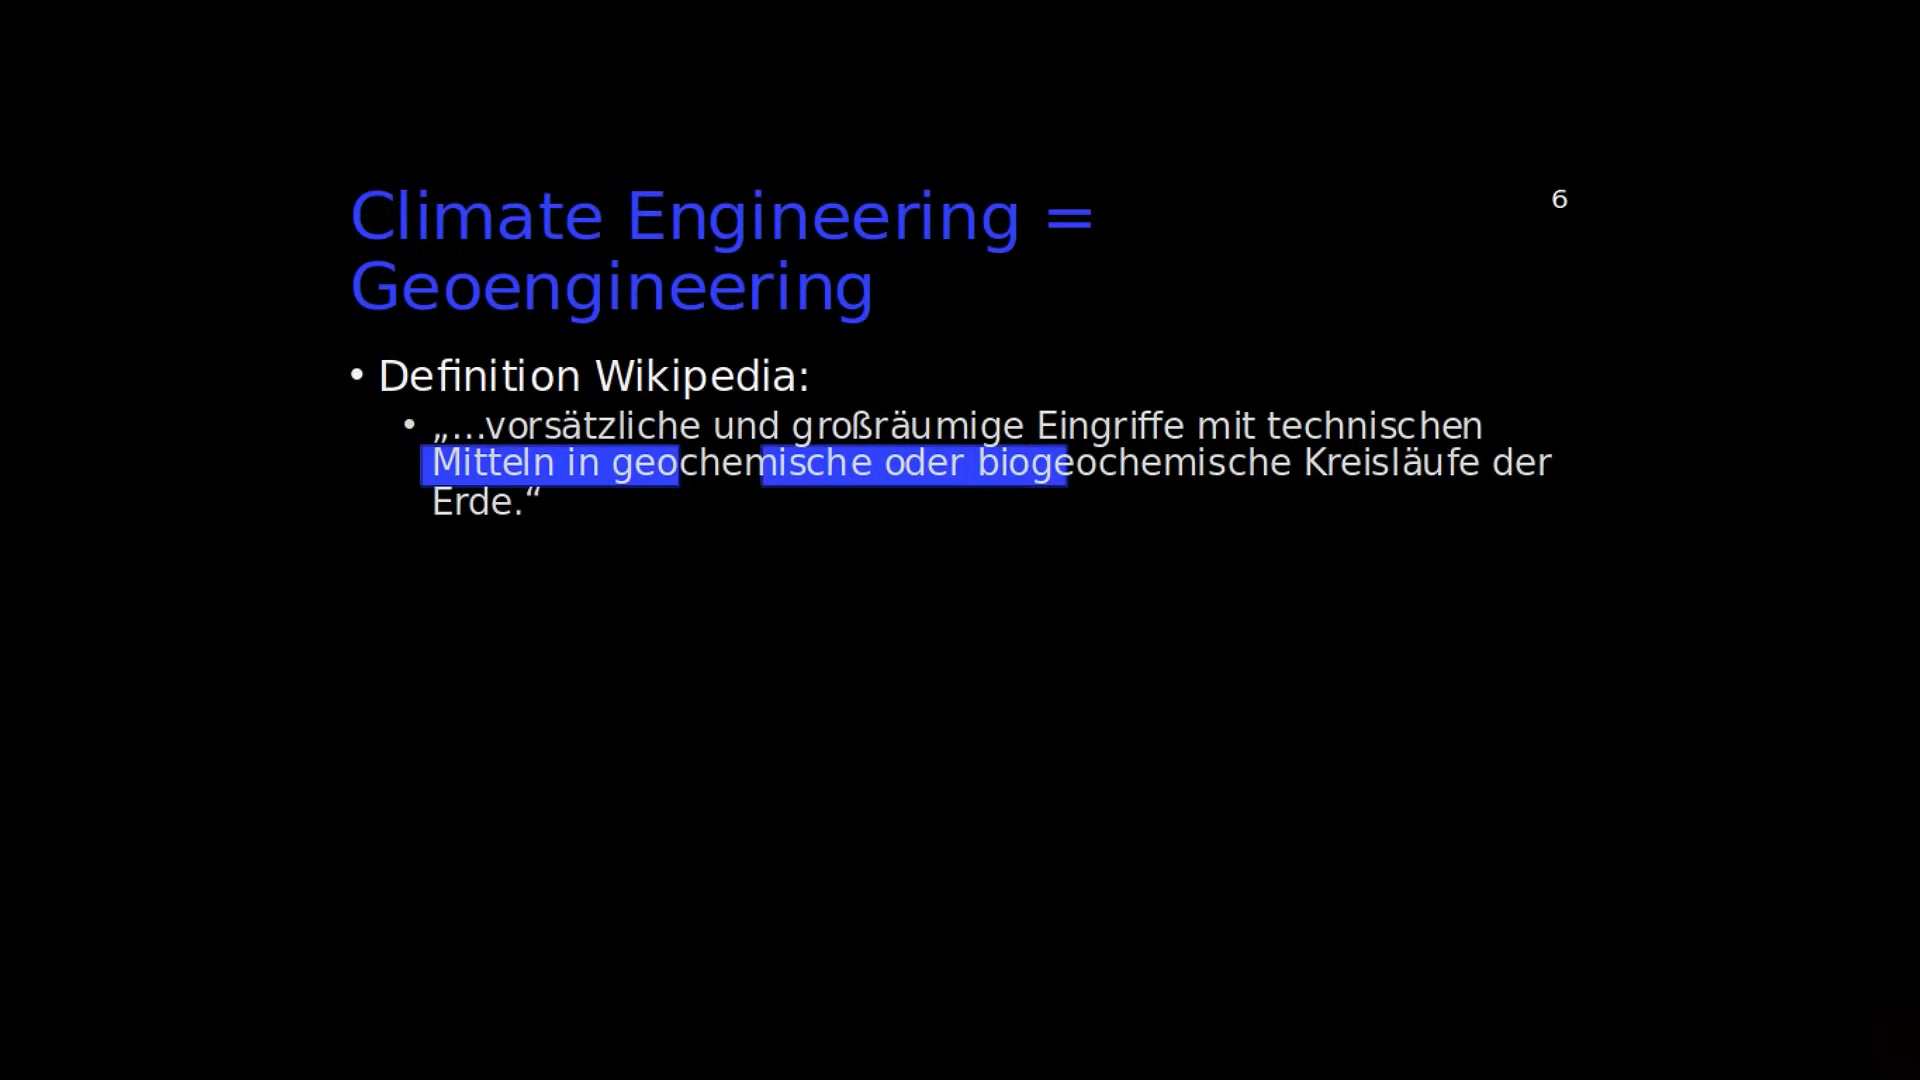 Climate Engineering =
Geoengineering
6
• Definition Wikipedia:
• „…vorsätzliche und großräumige Eingriffe mit technischen
Mitteln in geochemische oder biogeochemische Kreisläufe der
Erde.“